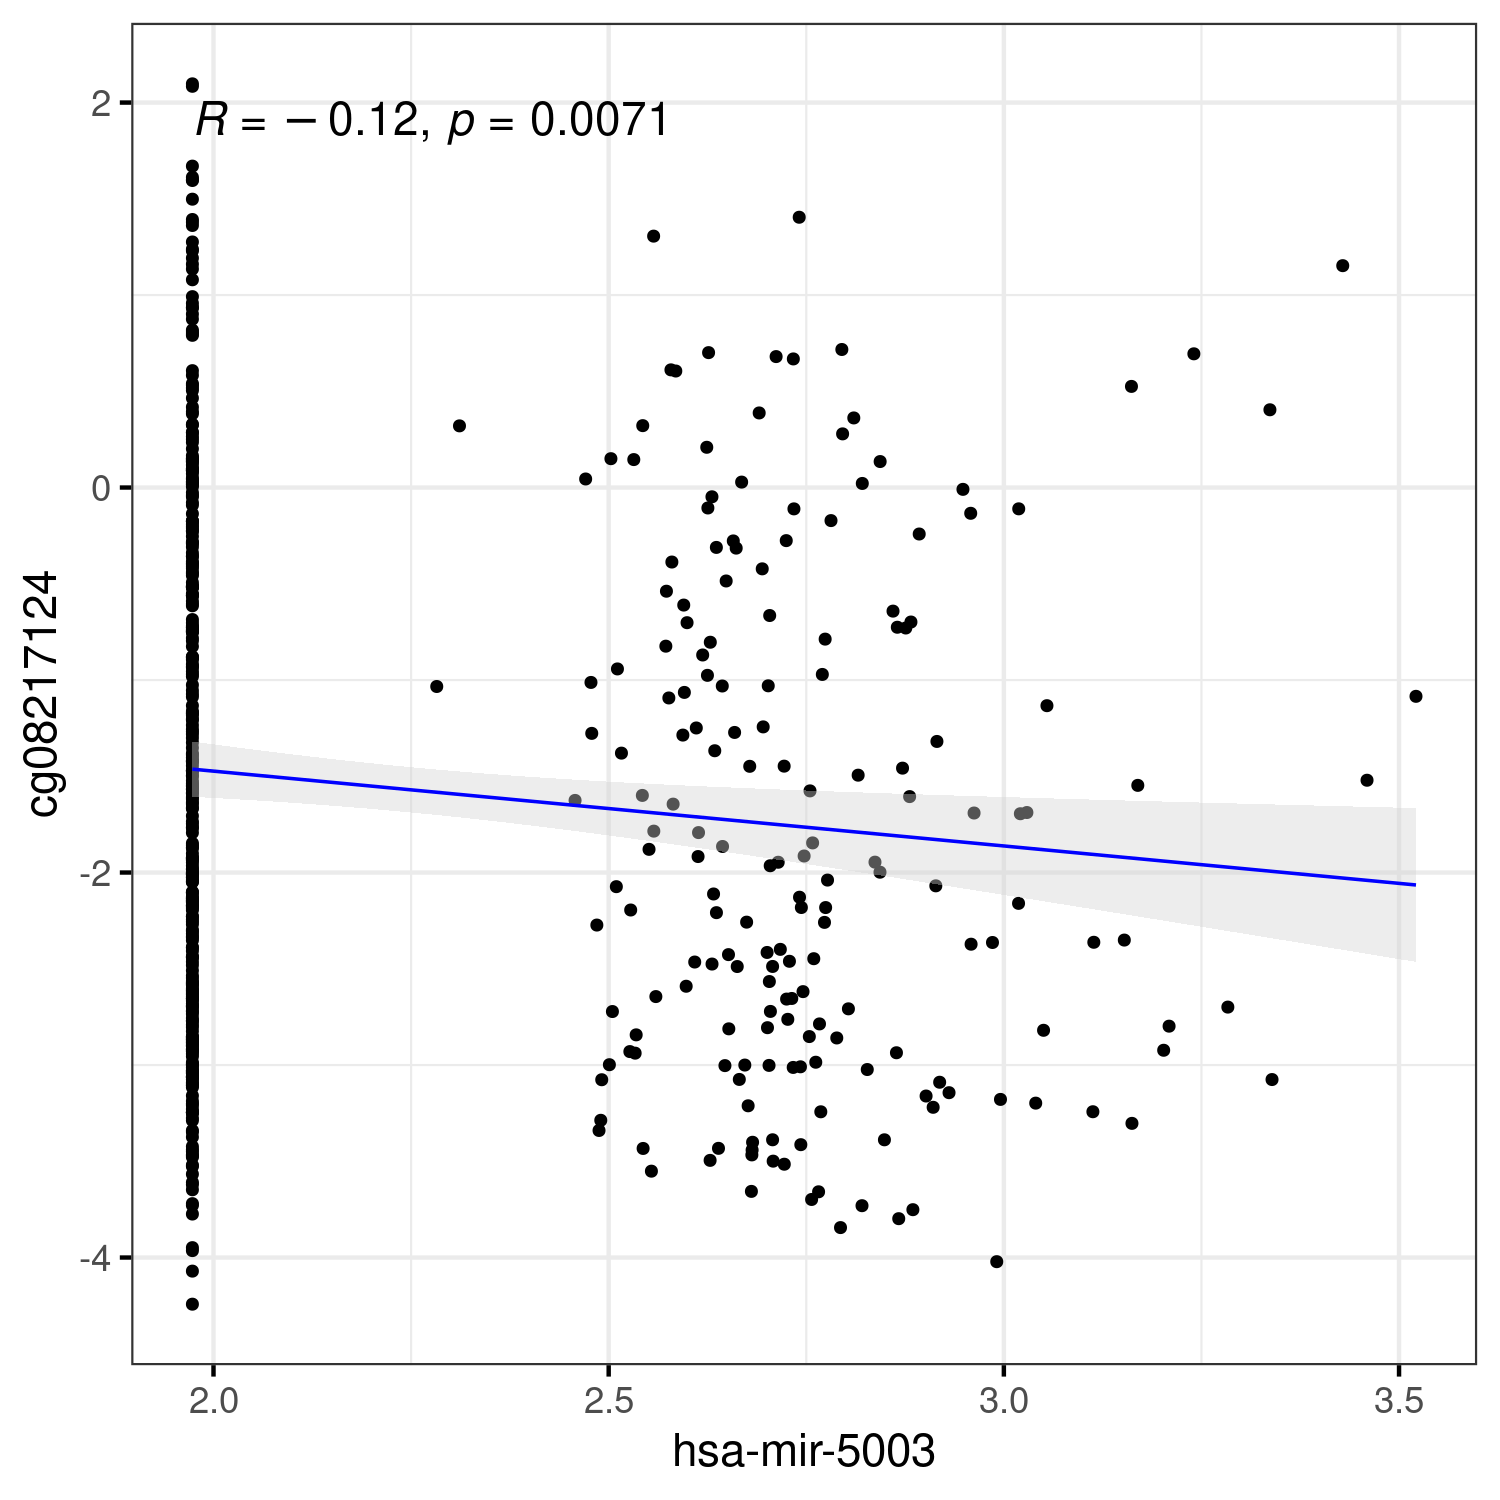 R = − 0.12, p = 0.0071
2
0
-2
-4
cg08217124
2.0 2.5 3.0 3.5
hsa-mir-5003